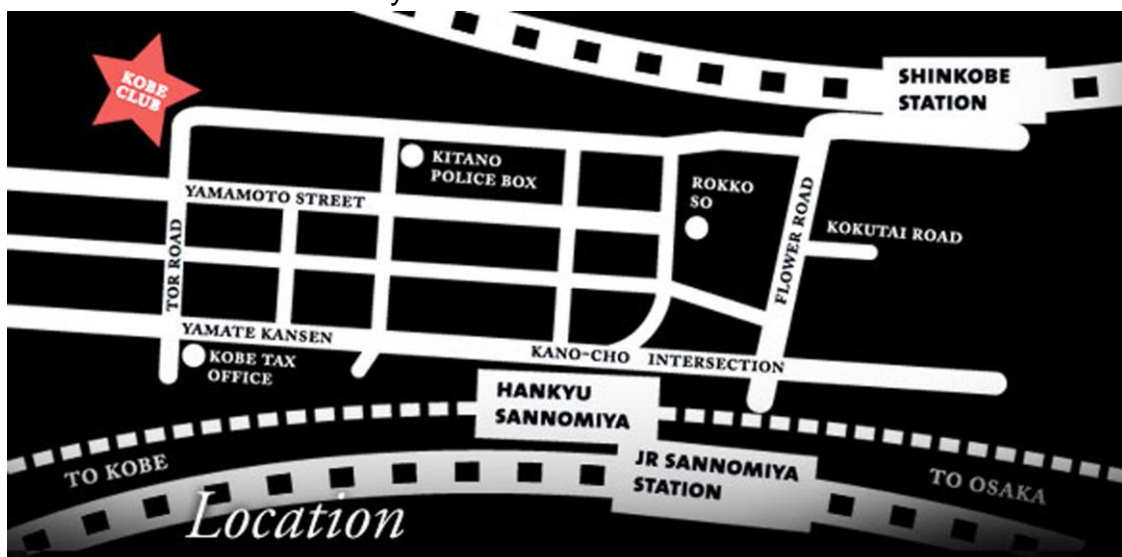 KOBE
CLUB
SHINKOBE
STATION
KITANO
POLICE BOX
ROKKO
SO
YAMAMOTO STREET
TOR ROAD
FLOWER ROAD
KOKUTAI ROAD
YAMATE KANSEN
KOBE TAX
OFFICE
KANO-CHO INTERSECTION
HANKYU
SANNOMIYA
JR SANNOMIYA
STATION
TO KOBE
TO OSAKA
Location